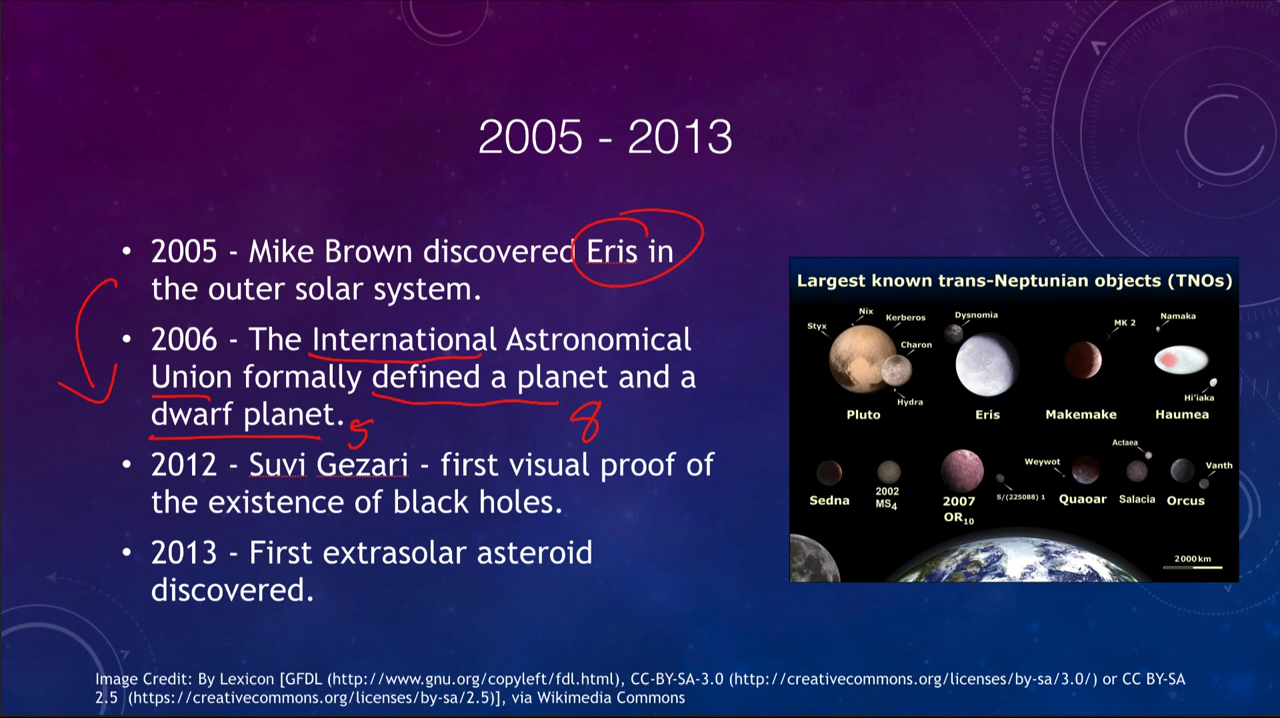 2005 - 2013
• 2005 - Mike Brown discovered Eris in
the outer solar system.
• 2006 - The International Astronomical
Union formally defined a planet and a
dwarf planet.
5
8
• 2012 - Suvi Gezari - first visual proof of
the existence of black holes.
• 2013 - First extrasolar asteroid
discovered.
Largest known trans-Neptunian objects (TNOs)
Styx
Nix
Kerberos
Charon
Hydra
Pluto
Dysnomia
Eris
MK 2
Makemake
Namaka
Hi'iaka
Haumea
Sedna
2002
MS4
2007
OR10
S/(225088) 1
Weywot
Quaoar
Actaea
Salacia
Vanth
Orcus
2000 km
Image Credit: By Lexicon [GFDL (http://www.gnu.org/copyleft/fdl.html), CC-BY-SA-3.0 (http://creativecommons.org/licenses/by-sa/3.0/) or CC BY-SA
2.5 (https://creativecommons.org/licenses/by-sa/2.5)], via Wikimedia Commons